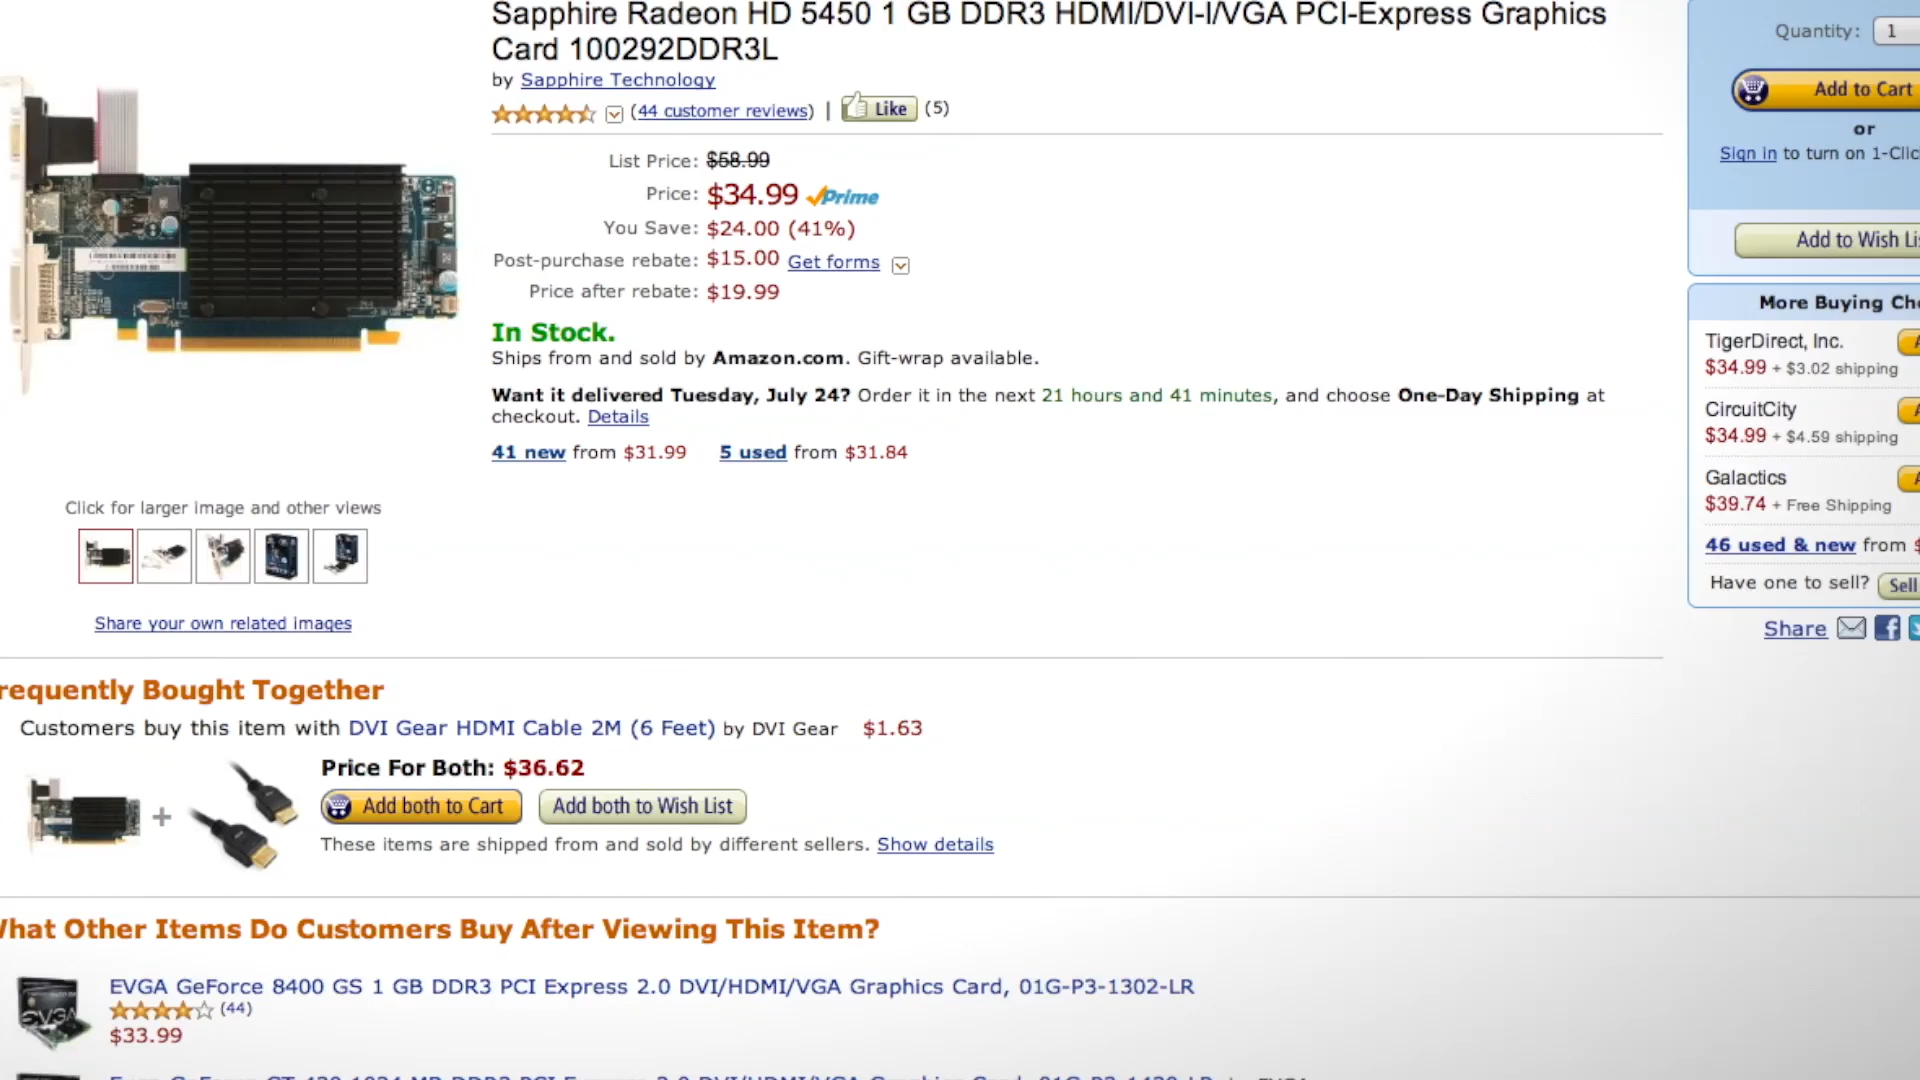 Sapphire Radeon HD 5450 1 GB DDR3 HDMI/DVI-I/VGA PCI-Express Graphics
Card 100292DDR3L
by Sapphire Technology
(44 customer reviews) | Like (5)
List Price: $58.99
Price: $34.99 Prime
You Save: $24.00 (41%)
Post-purchase rebate: $15.00 Get forms
Price after rebate: $19.99
In Stock.
Ships from and sold by Amazon.com. Gift-wrap available.
Want it delivered Tuesday, July 24? Order it in the next 21 hours and 41 minutes, and choose One-Day Shipping at
checkout. Details
41 new from $31.99 5 used from $31.84
Click for larger image and other views
Share your own related images
Quantity: 1
Add to Cart
or
Sign in to turn on 1-Clic
Add to Wish Lis
More Buying Cho
TigerDirect, Inc.
$34.99 + $3.02 shipping
CircuitCity
$34.99 + $4.59 shipping
Galactics
$39.74 + Free Shipping
46 used & new from $
Have one to sell? Sell
Share
requently Bought Together
Customers buy this item with DVI Gear HDMI Cable 2M (6 Feet) by DVI Gear $1.63
Price For Both: $36.62
Add both to Cart Add both to Wish List
These items are shipped from and sold by different sellers. Show details
What Other Items Do Customers Buy After Viewing This Item?
EVGA GeForce 8400 GS 1 GB DDR3 PCI Express 2.0 DVI/HDMI/VGA Graphics Card, 01G-P3-1302-LR
(44)
$33.99